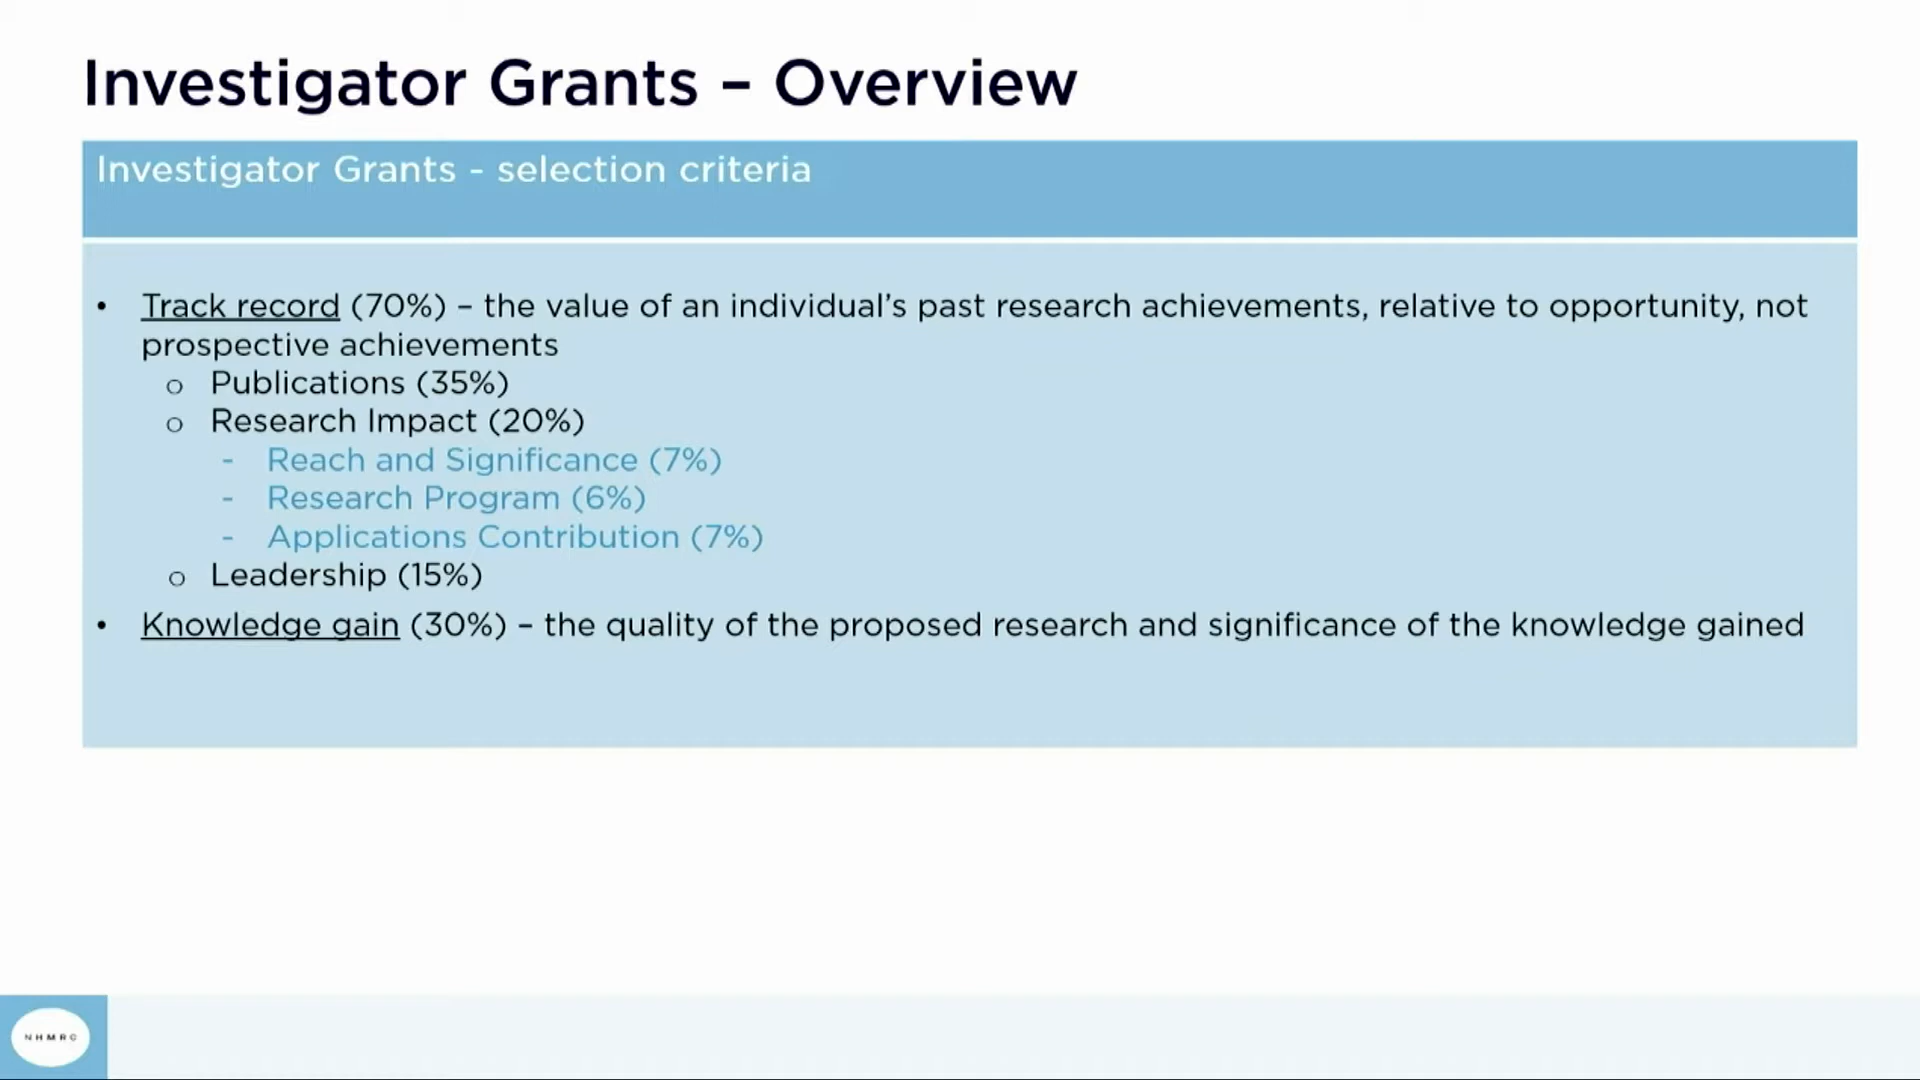 Investigator Grants – Overview
Investigator Grants - selection criteria
• Track record (70%) – the value of an individual’s past research achievements, relative to opportunity, not
prospective achievements
o Publications (35%)
o Research Impact (20%)
- Reach and Significance (7%)
- Research Program (6%)
- Applications Contribution (7%)
o Leadership (15%)
• Knowledge gain (30%) – the quality of the proposed research and significance of the knowledge gained
NHMRC